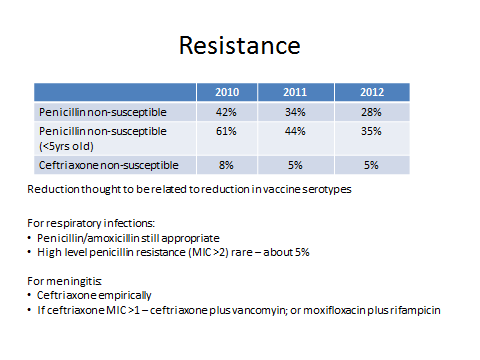 Resistance
2010 2011 2012
Penicillin non-susceptible 42% 34% 28%
Penicillin non-susceptible 61% 44% 35%
(<5yrs old)
Ceftriaxone non-susceptible 8% 5% 5%
Reduction thought to be related to reduction in vaccine serotypes
For respiratory infections:
• Penicillin/amoxicillin still appropriate
• High level penicillin resistance (MIC >2) rare – about 5%
For meningitis:
• Ceftriaxone empirically
• If ceftriaxone MIC >1 – ceftriaxone plus vancomyin; or moxifloxacin plus rifampicin